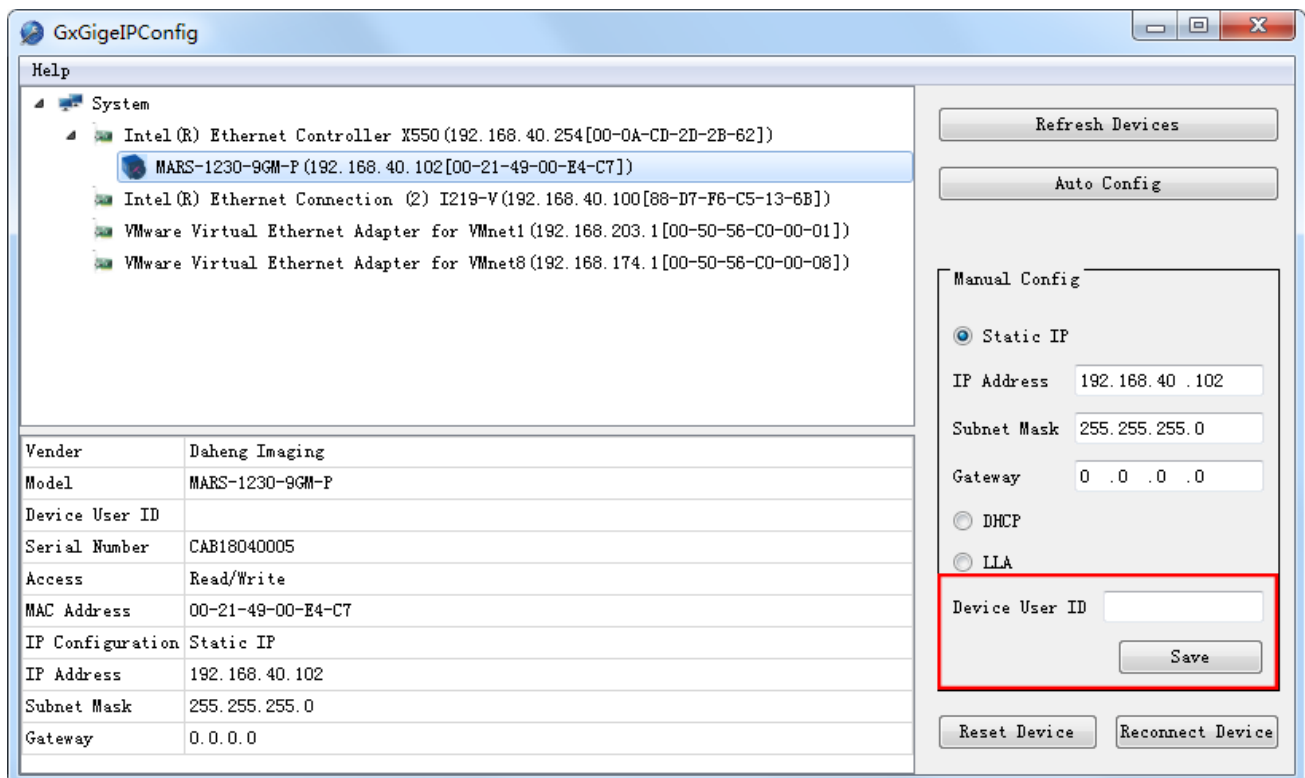 GxGigeIPConfig
Help
System
Intel(R) Ethernet Controller X550(192.168.40.254[00-0A-CD-2D-2B-62])
MARS-1230-9GM-P(192.168.40.102[00-21-49-00-E4-C7])
Intel(R) Ethernet Connection (2) I219-V(192.168.40.100[88-D7-F6-C5-13-6B])
VMware Virtual Ethernet Adapter for VMnet1(192.168.203.1[00-50-56-C0-00-01])
VMware Virtual Ethernet Adapter for VMnet8(192.168.174.1[00-50-56-C0-00-08])
Vender Daheng Imaging
Model MARS-1230-9GM-P
Device User ID
Serial Number CAB18040005
Access Read/Write
MAC Address 00-21-49-00-E4-C7
IP Configuration Static IP
IP Address 192.168.40.102
Subnet Mask 255.255.255.0
Gateway 0.0.0.0
Refresh Devices
Auto Config
Manual Config
Static IP
IP Address 192.168.40 .102
Subnet Mask 255.255.255.0
Gateway 0 .0 .0 .0
DHCP
LLA
Device User ID
Save
Reset Device Reconnect Device